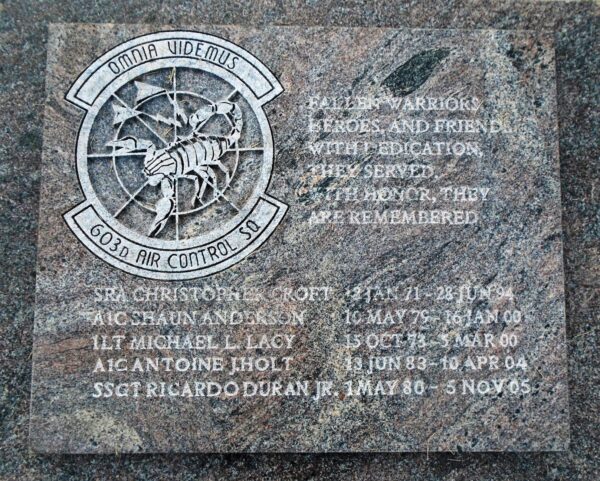 OMNIA VIDEMUS
603D AIR CONTROL SQ
FALLEN WARRIORS,
HEROES, AND FRIENDS
WITH DEDICATION,
THEY SERVED.
WITH HONOR, THEY
ARE REMEMBERED
SRA CHRISTOPHER CROFT 12 JAN 71 - 28 JUN 94
A1C SHAUN ANDERSON 10 MAY 79 - 16 JAN 00
1LT MICHAEL L. LACY 15 OCT 73 - 3 MAR 00
A1C ANTOINE J.HOLT 13 JUN 83 - 10 APR 04
SSGT RICARDO DURAN JR. 1 MAY 80 - 5 NOV 05